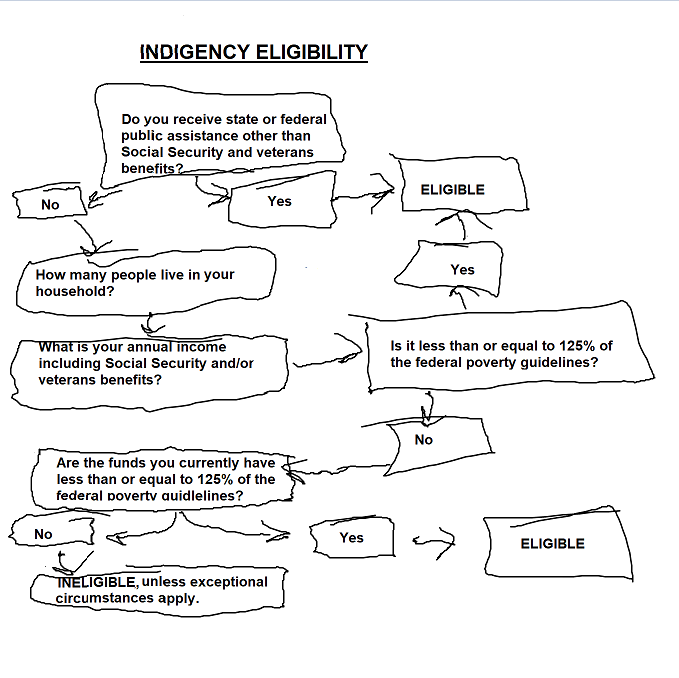 INDIGENCY ELIGIBILITY
Do you receive state or federal
public assistance other than
Social Security and veterans
benefits?
No
Yes
ELIGIBLE
How many people live in your
household?
Yes
What is your annual income
including Social Security and/or
veterans benefits?
Is it less than or equal to 125% of
the federal poverty guidelines?
No
Are the funds you currently have
less than or equal to 125% of the
federal poverty guidlelines?
No
Yes
ELIGIBLE
INELIGIBLE, unless exceptional
circumstances apply.